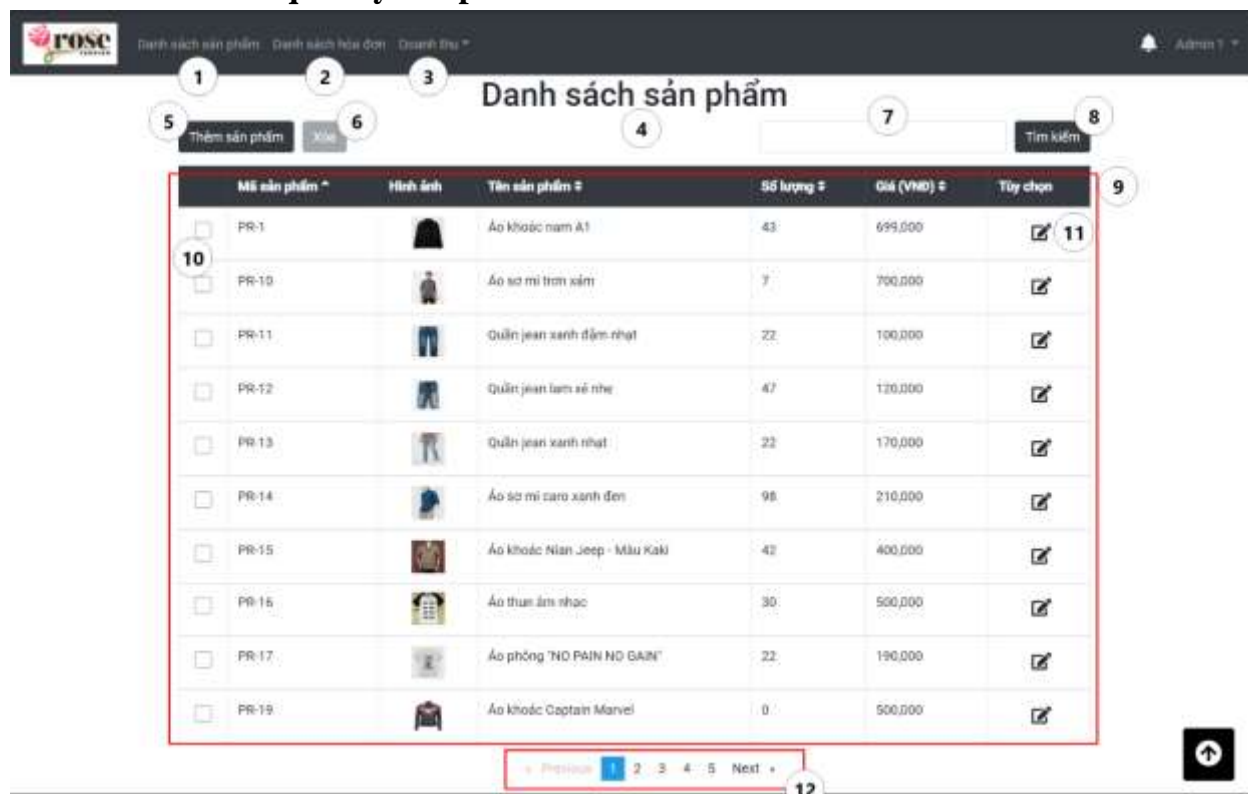 rose
Danh sách sản phẩm Danh sách hóa đơn Doanh thu Admin 1
1 2 3
Danh sách sản phẩm
5 6 4 7 8
Thêm sản phẩm Xóa Tìm kiếm
Mã sản phẩm Hình ảnh Tên sản phẩm Số lượng Giá (VNĐ) Tùy chọn 9
PR-1 Áo khoác nam A1 43 699,000 11
10
PR-10 Áo sơ mi trơn xám 7 700,000
PR-11 Quần jean xanh đậm nhạt 22 100,000
PR-12 Quần jean lam xé nhẹ 47 120,000
PR-13 Quần jean xanh nhạt 22 170,000
PR-14 Áo sơ mi caro xanh đen 98 210,000
PR-15 Áo khoác Nian Jeep - Màu Kaki 42 400,000
PR-16 Áo thun âm nhạc 30 500,000
PR-17 Áo phông "NO PAIN NO GAIN" 22 190,000
PR-19 Áo khoác Captain Marvel 0 500,000
« Previous 1 2 3 4 5 Next »
12